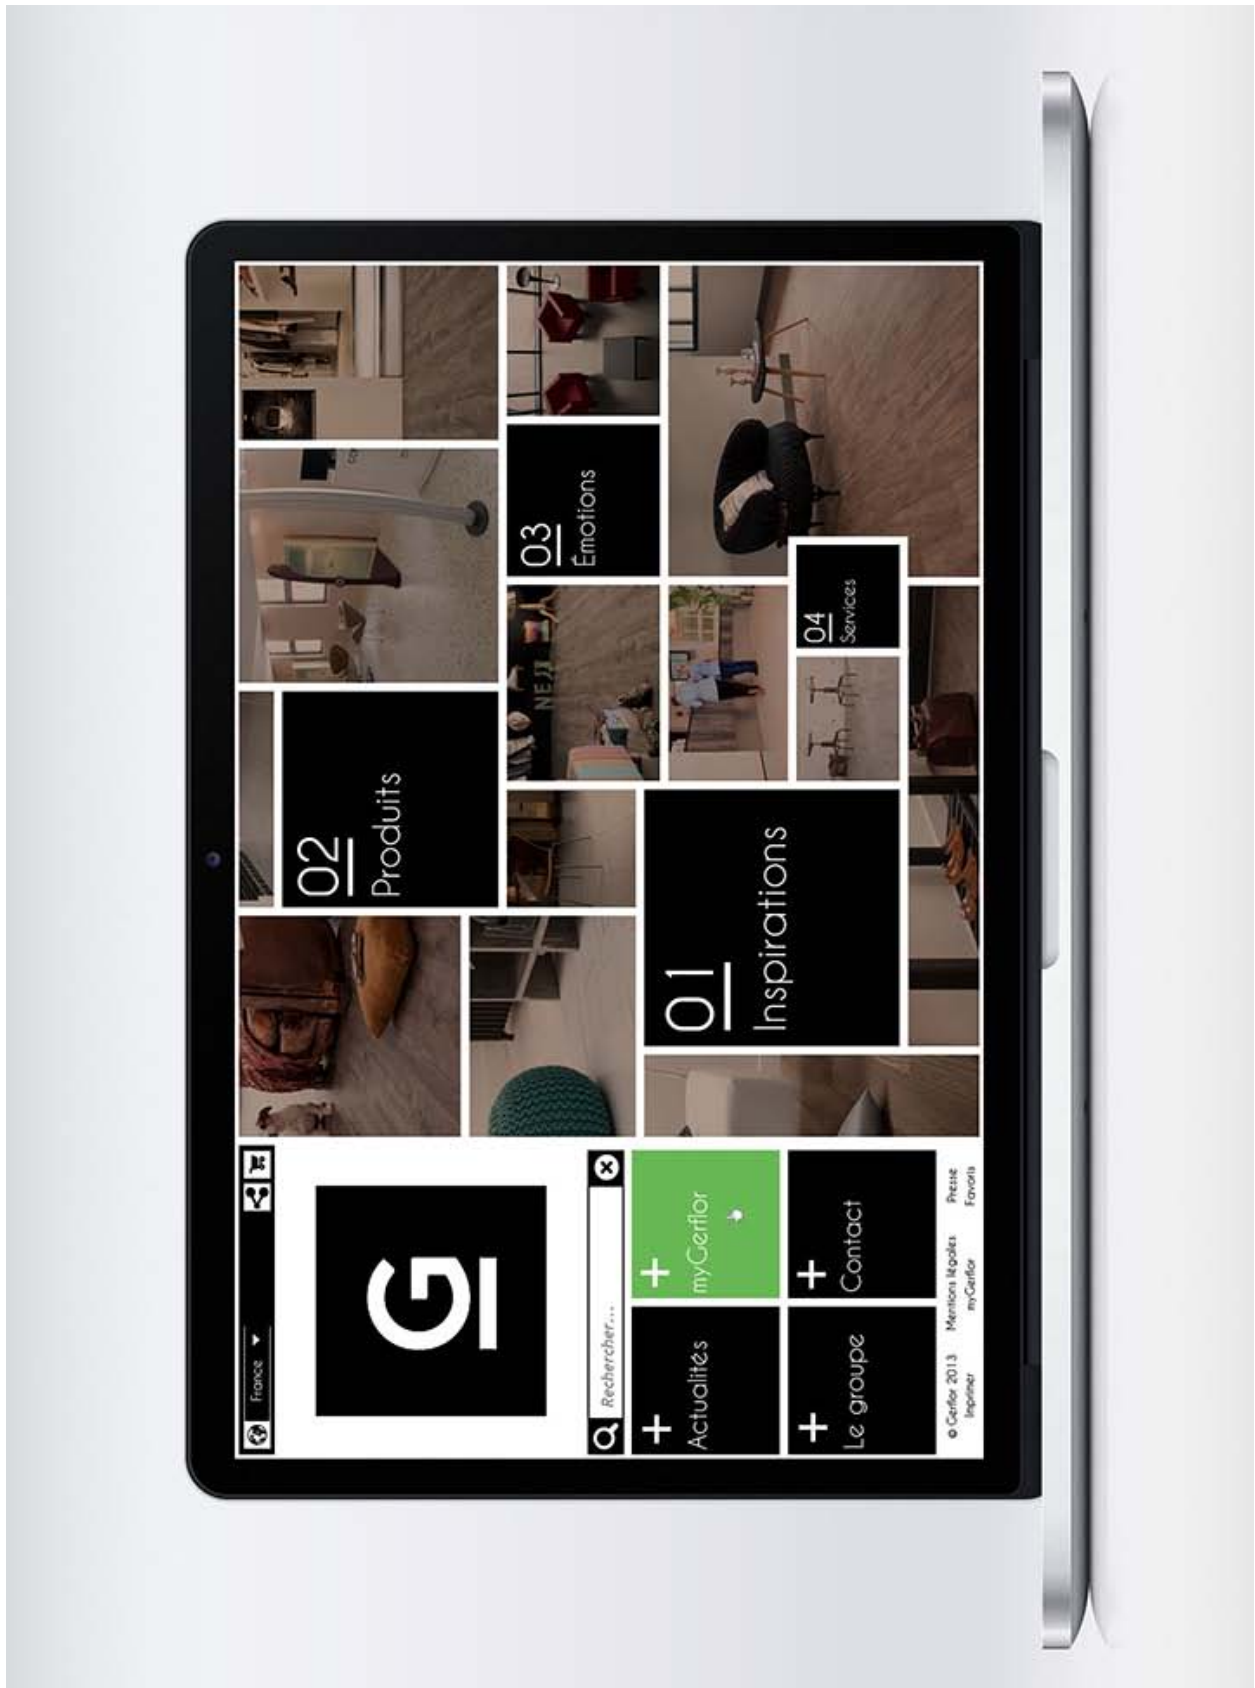 France
G
Rechercher...
+
Actualités
+
myGerflor
+
Le groupe
+
Contact
© Gerflor 2013 Mentions légales Presse
Imprimer myGerflor Favoris
02
Produits
03
Émotions
01
Inspirations
04
Services